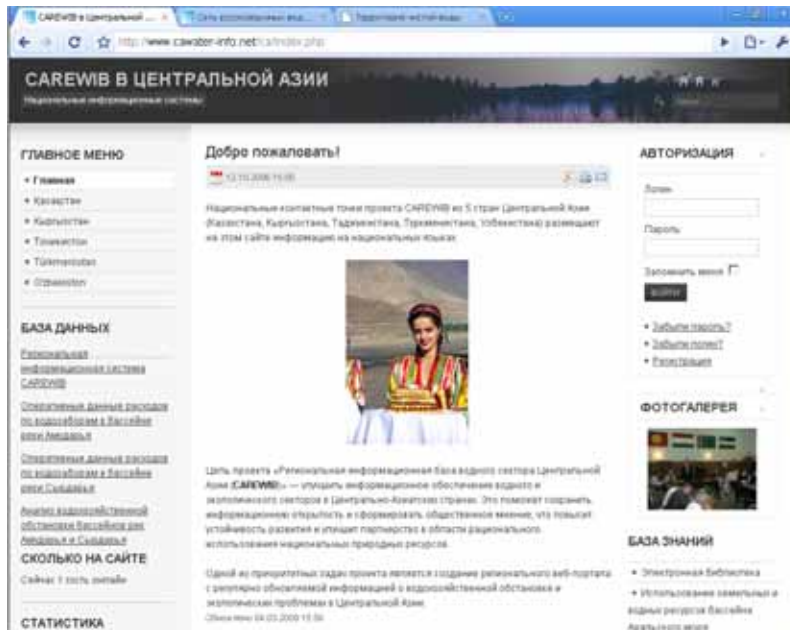 CAREWIB в Центральной ...
http://www.cawater-info.net/ca/index.php
CAREWIB В ЦЕНТРАЛЬНОЙ АЗИИ
Национальные информационные системы
ГЛАВНОЕ МЕНЮ
Главная
Қазақстан
Кыргызстан
Тоҷикистон
Türkmenistan
O'zbekiston
БАЗА ДАННЫХ
Региональная
информационная система
CAREWIB
Оперативные данные расходов
по водозаборам в бассейне
реки Амударья
Оперативные данные расходов
по водозаборам в бассейне
реки Сырдарья
Анализ водохозяйственной
обстановки бассейнов рек
Амударья и Сырдарья
СКОЛЬКО НА САЙТЕ
Сейчас 1 гость онлайн
СТАТИСТИКА
Добро пожаловать!
Национальные контактные точки проекта CAREWIB из 5 стран Центральной Азии
(Казахстана, Кыргызстана, Таджикистана, Туркменистана, Узбекистана) размещают
на этом сайте информацию на национальных языках.
Цель проекта «Региональная информационная база водного сектора Центральной
Азии (CAREWIB)» — улучшить информационное обеспечение водного и
экологического секторов в Центрально-Азиатских странах. Это поможет сохранить
информационную открытость и сформировать общественное мнение, что повысит
устойчивость развития и улучшит партнерство в области рационального
использования национальных природных ресурсов.
Одной из приоритетных задач проекта является создание регионального веб-портала
с регулярно обновляемой информацией о водохозяйственной обстановке и
экологических проблемах в Центральной Азии.
АВТОРИЗАЦИЯ
Логин
Пароль
Запомнить меня
ВОЙТИ
Забыли пароль?
Забыли логин?
Регистрация
ФОТОГАЛЕРЕЯ
БАЗА ЗНАНИЙ
Электронная библиотека
Использование земельных и
водных ресурсов бассейна
Аральского моря